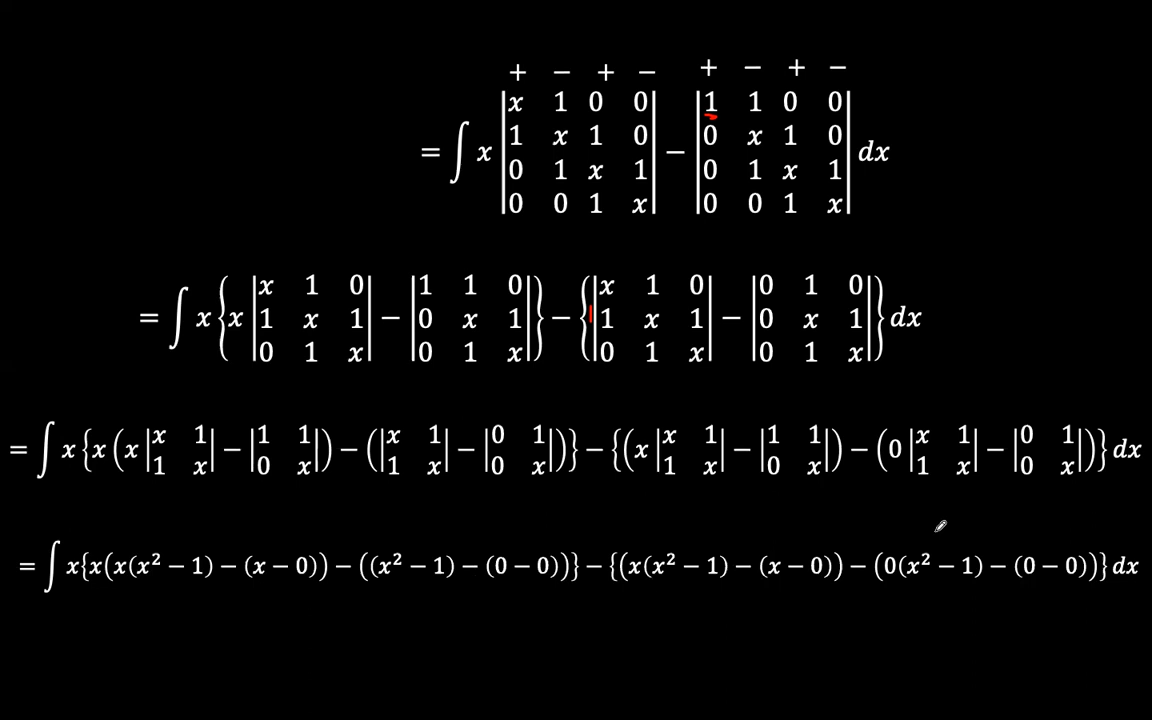 + − + − + − + −
= ∫ x |x 1 0 0; 1 x 1 0; 0 1 x 1; 0 0 1 x| − |1 1 0 0; 0 x 1 0; 0 1 x 1; 0 0 1 x| dx
= ∫ x {x |x 1 0; 1 x 1; 0 1 x| − |1 1 0; 0 x 1; 0 1 x|} − {|x 1 0; 1 x 1; 0 1 x| − |0 1 0; 0 x 1; 0 1 x|} dx
= ∫ x {x (x |x 1; 1 x| − |1 1; 0 x|) − (|x 1; 1 x| − |0 1; 0 x|)} − {(x |x 1; 1 x| − |1 1; 0 x|) − (0 |x 1; 1 x| − |0 1; 0 x|)} dx
= ∫ x{x(x(x² − 1) − (x − 0)) − ((x² − 1) − (0 − 0))} − {(x(x² − 1) − (x − 0)) − (0(x² − 1) − (0 − 0))} dx